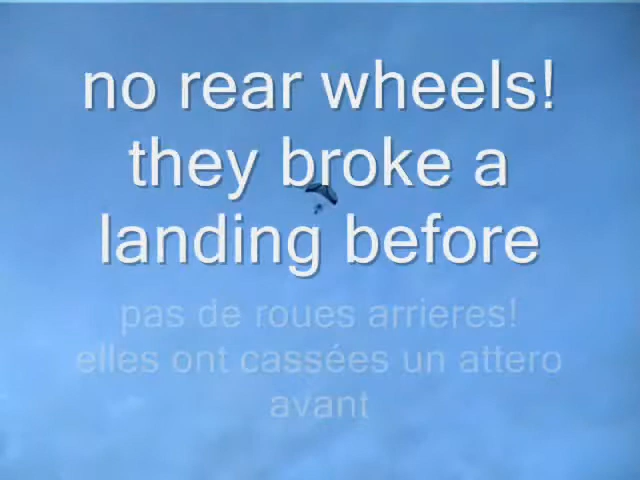 no rear wheels!
they broke a
landing before
pas de roues arrieres!
elles ont cassées un attero
avant